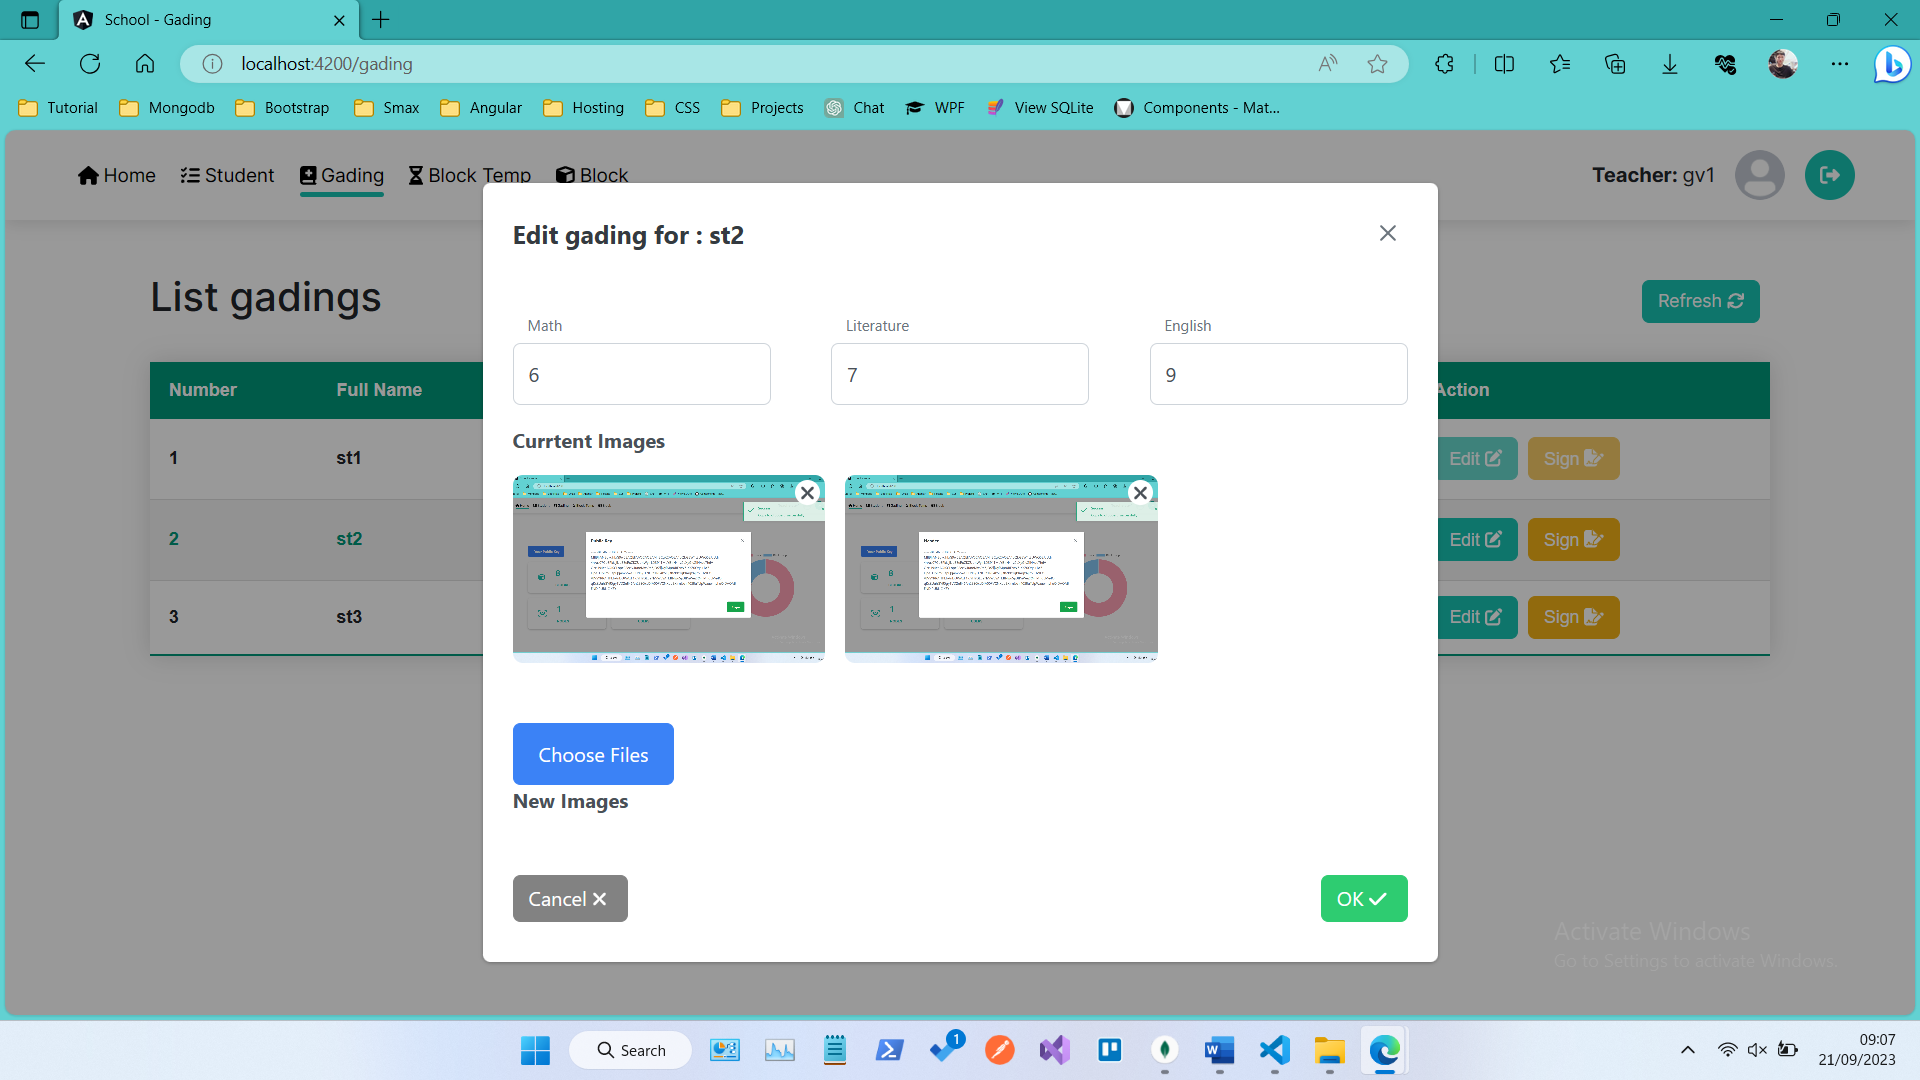 School - Gading
localhost:4200/gading
Tutorial Mongodb Bootstrap Smax Angular Hosting CSS Projects Chat WPF View SQLite Components - Mat...
Home Student Gading Block Temp Block Teacher: gv1
Edit gading for : st2
List gadings Refresh
Math Literature English
6 7 9
Number Full Name Action
Currtent Images
1 st1 Edit Sign
2 st2 Edit Sign
3 st3 Edit Sign
Choose Files
New Images
Cancel OK
Activate Windows
Go to Settings to activate Windows.
Search 1 09:07
21/09/2023